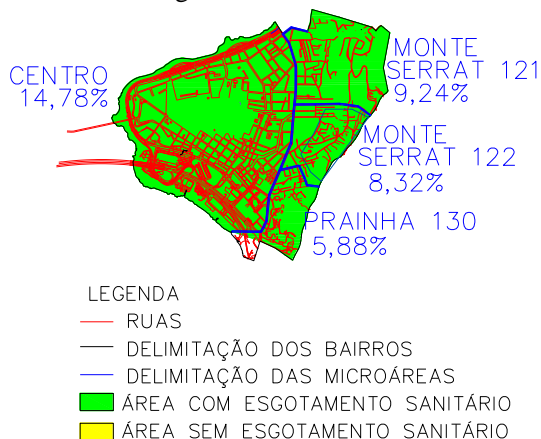 CENTRO
14,78%
MONTE
SERRAT 121
9,24%
MONTE
SERRAT 122
8,32%
PRAINHA 130
5,88%
LEGENDA
RUAS
DELIMITAÇÃO DOS BAIRROS
DELIMITAÇÃO DAS MICROÁREAS
ÁREA COM ESGOTAMENTO SANITÁRIO
ÁREA SEM ESGOTAMENTO SANITÁRIO